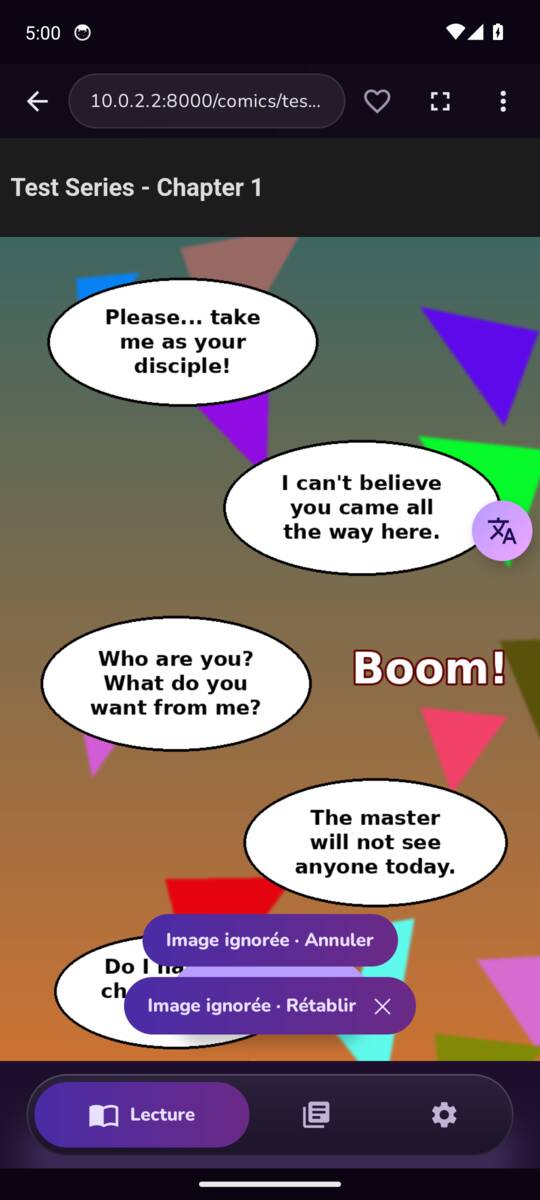 5:00
10.0.2.2:8000/comics/tes...
Test Series - Chapter 1
Please... take
me as your
disciple!
I can't believe
you came all
the way here.
Who are you?
What do you
want from me?
Boom!
The master
will not see
anyone today.
Do I
Image ignorée · Annuler
Image ignorée · Rétablir
Lecture